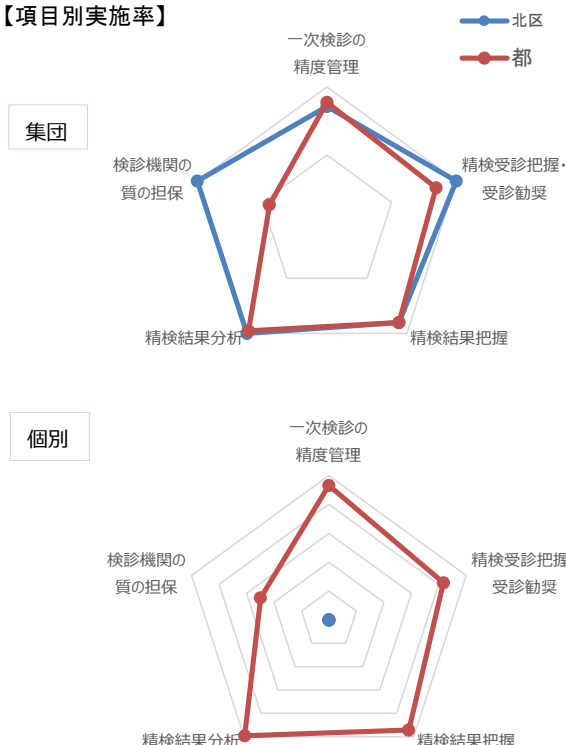 【項目別実施率】
北区
都
集団
一次検診の
精度管理
検診機関の
質の担保
精検受診把握・
受診勧奨
精検結果分析
精検結果把握
個別
一次検診の
精度管理
検診機関の
質の担保
精検受診把握
受診勧奨
精検結果分析
精検結果把握